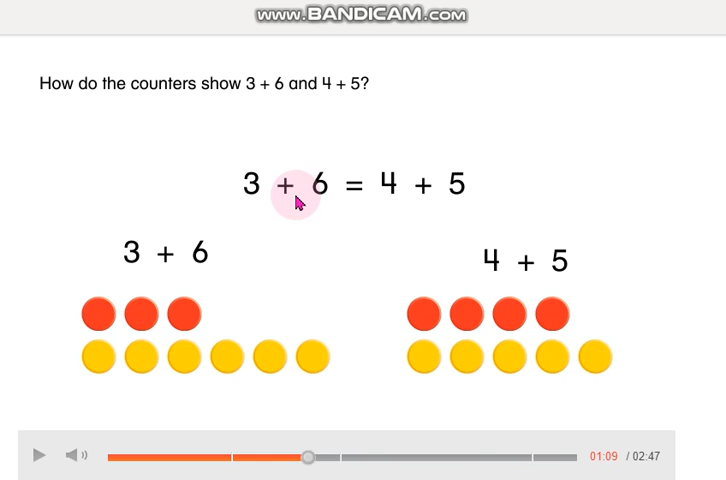 www.BANDICAM.com
How do the counters show 3 + 6 and 4 + 5?
3 + 6 = 4 + 5
3 + 6
4 + 5
01:09 / 02:47